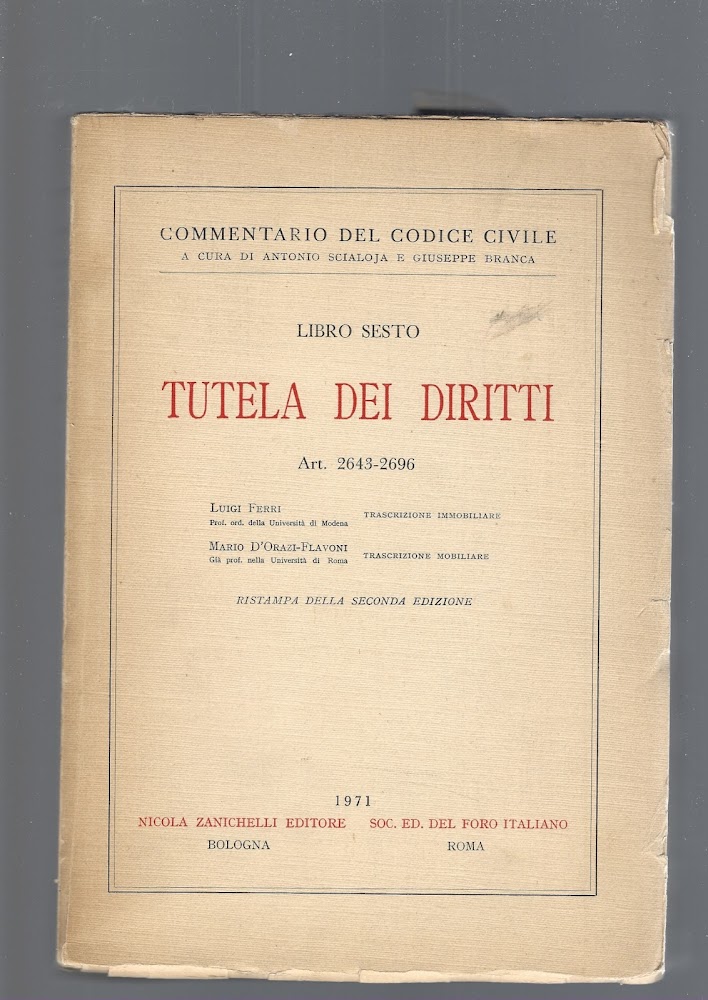 COMMENTARIO DEL CODICE CIVILE
A CURA DI ANTONIO SCIALOJA E GIUSEPPE BRANCA
LIBRO SESTO
TUTELA DEI DIRITTI
Art. 2643-2696
LUIGI FERRI
Prof. ord. della Università di Modena
TRASCRIZIONE IMMOBILIARE
MARIO D'ORAZI-FLAVONI
Già prof. nella Università di Roma
TRASCRIZIONE MOBILIARE
RISTAMPA DELLA SECONDA EDIZIONE
1971
NICOLA ZANICHELLI EDITORE SOC. ED. DEL FORO ITALIANO
BOLOGNA ROMA